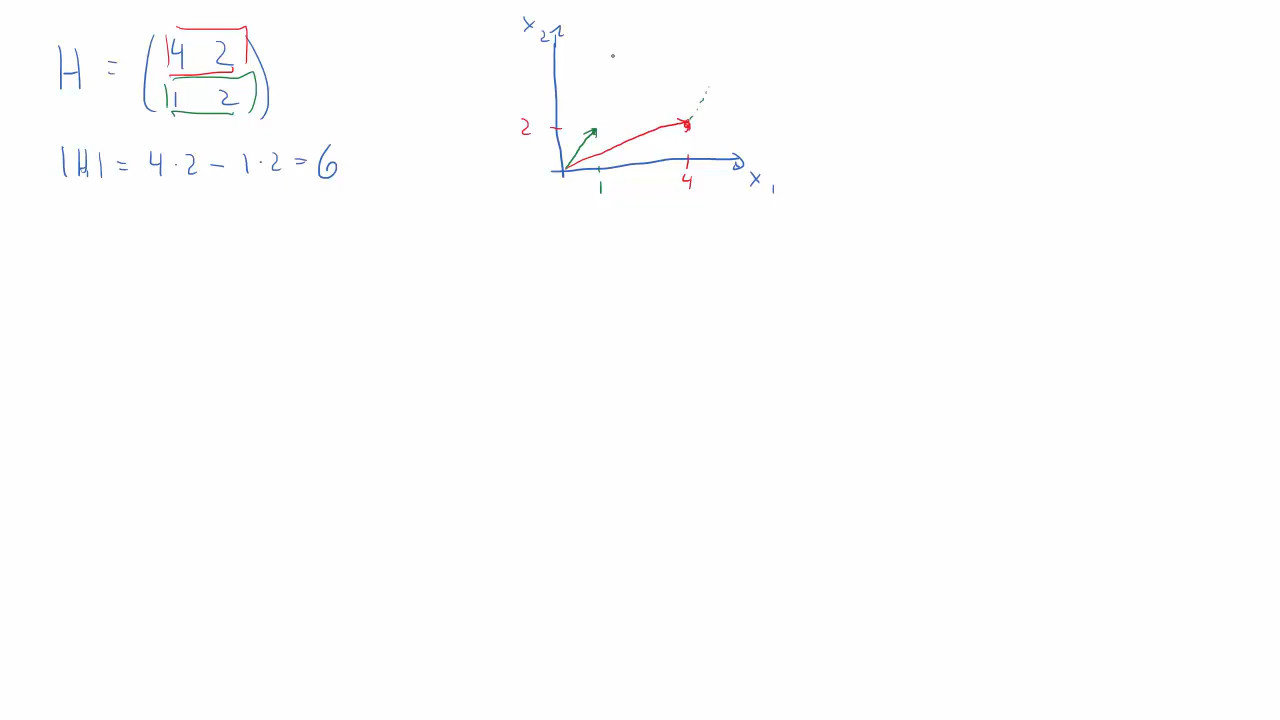 H = ( 4 2
1 2 )
|H| = 4 · 2 − 1 · 2 = 6
x₂
2
1
4
x₁